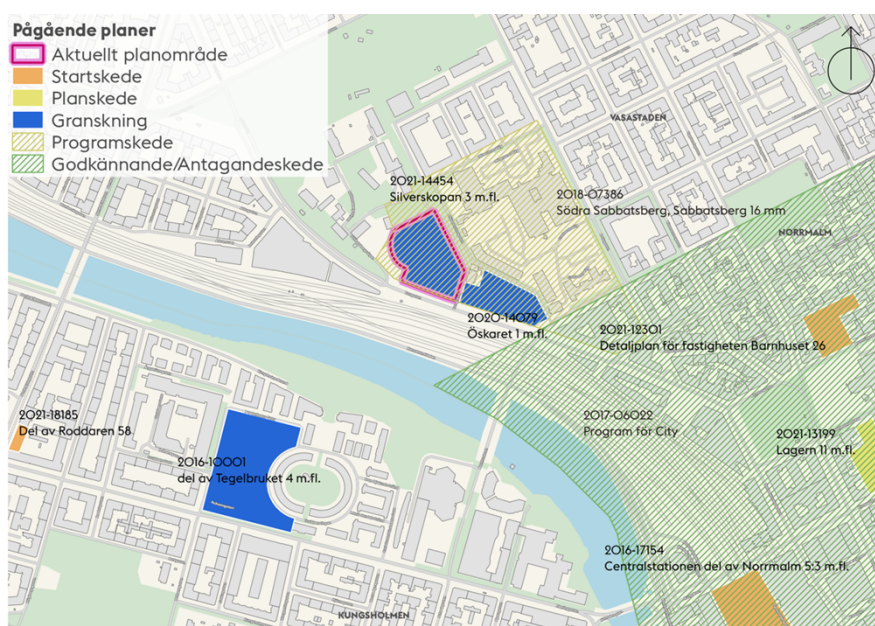 Pågående planer
Aktuellt planområde
Startskede
Planskede
Granskning
Programskede
Godkännande/Antagandeskede
VASASTADEN
2021-14454
Silverskopan 3 m.fl.
2018-07386
Södra Sabbatsberg, Sabbatsberg 16 mm
NORRMALM
2020-14079
Öskaret 1 m.fl.
2021-12301
Detaljplan för fastigheten Barnhuset 26
2021-18185
Del av Roddaren 58
2017-06022
Program för City
2021-13199
Lagern 11 m.fl.
2016-10001
del av Tegelbruket 4 m.fl.
2016-17154
Centralstationen del av Norrmalm 5:3 m.fl.
KUNGSHOLMEN